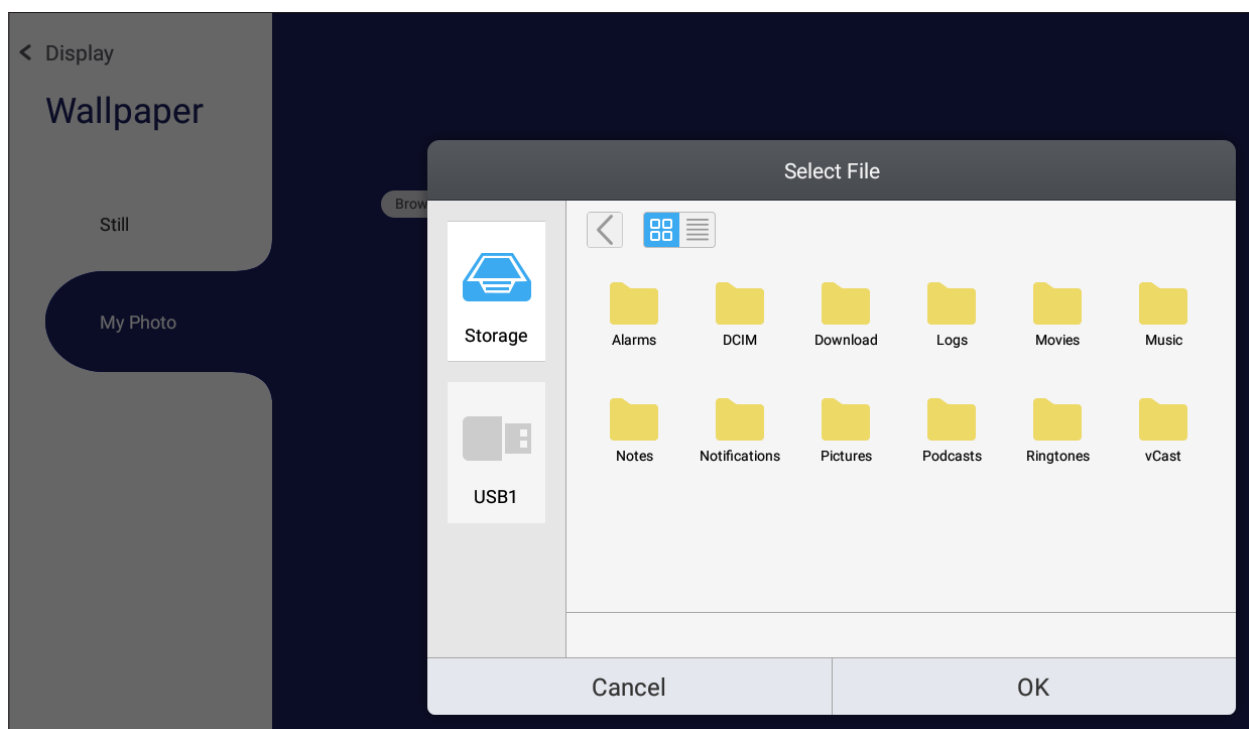 Display
Wallpaper
Still
My Photo
Brow
Select File
Storage
USB1
Alarms DCIM Download Logs Movies Music
Notes Notifications Pictures Podcasts Ringtones vCast
Cancel OK